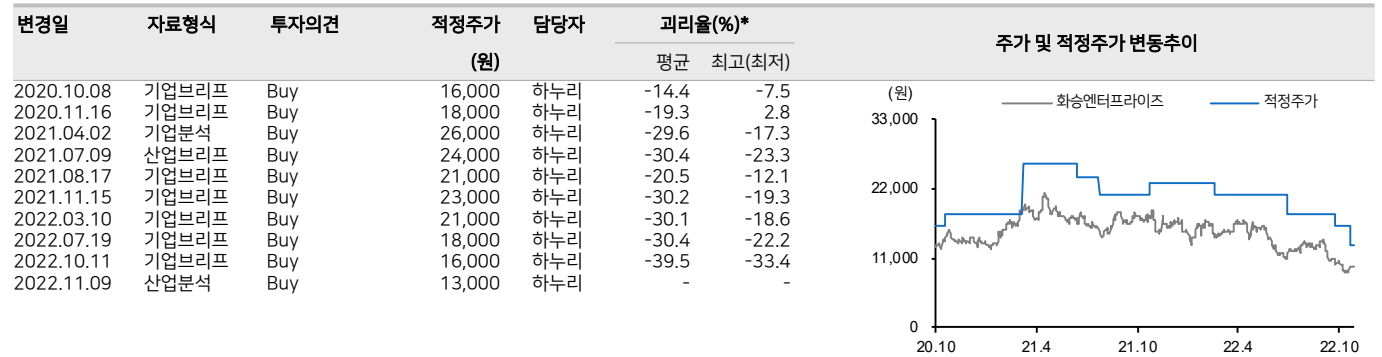 변경일 자료형식 투자의견 적정주가 담당자 괴리율(%)* 주가 및 적정주가 변동추이
(원) 평균 최고(최저)
2020.10.08 기업브리프 Buy 16,000 하누리 -14.4 -7.5
2020.11.16 기업브리프 Buy 18,000 하누리 -19.3 2.8
2021.04.02 기업분석 Buy 26,000 하누리 -29.6 -17.3
2021.07.09 산업브리프 Buy 24,000 하누리 -30.4 -23.3
2021.08.17 기업브리프 Buy 21,000 하누리 -20.5 -12.1
2021.11.15 기업브리프 Buy 23,000 하누리 -30.2 -19.3
2022.03.10 기업브리프 Buy 21,000 하누리 -30.1 -18.6
2022.07.19 기업브리프 Buy 18,000 하누리 -30.4 -22.2
2022.10.11 기업브리프 Buy 16,000 하누리 -39.5 -33.4
2022.11.09 산업분석 Buy 13,000 하누리 - -
(원) 화승엔터프라이즈 적정주가
33,000
22,000
11,000
0
20.10 21.4 21.10 22.4 22.10